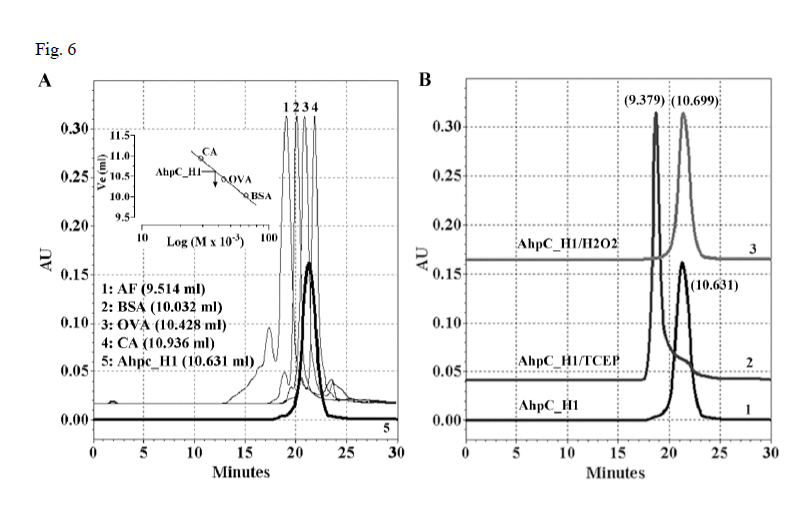 Fig. 6
A
1 2 3 4
0.30
0.25
0.20
0.15
0.10
0.05
0.00
AU
0 5 10 15 20 25 30
Minutes
11.5
11.0
10.5
10.0
9.5
Ve (ml)
CA
AhpC_H1
OVA
BSA
10 100
Log (M x 10⁻³)
1: AF (9.514 ml)
2: BSA (10.032 ml)
3: OVA (10.428 ml)
4: CA (10.936 ml)
5: Ahpc_H1 (10.631 ml)
5
B
(9.379) (10.699)
0.30
0.25
0.20
0.15
0.10
0.05
0.00
AU
AhpC_H1/H2O2
3
(10.631)
AhpC_H1/TCEP
2
AhpC_H1
1
0 5 10 15 20 25 30
Minutes